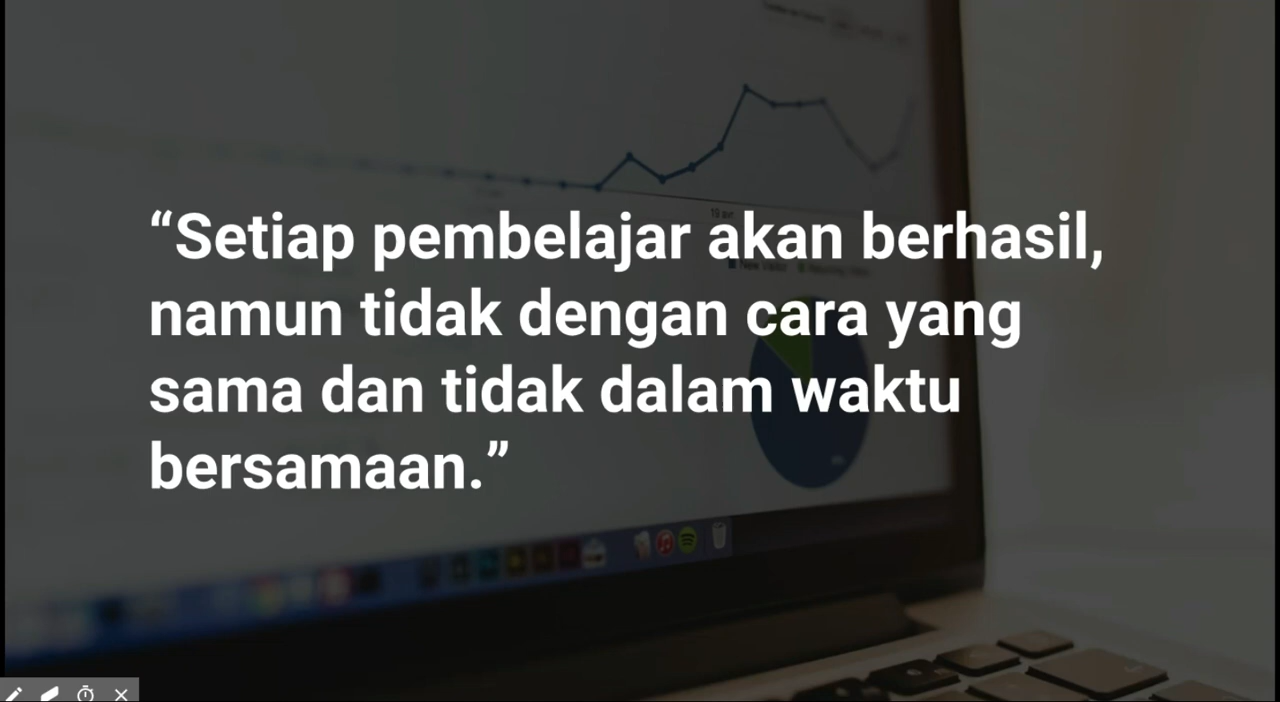 “Setiap pembelajar akan berhasil,
namun tidak dengan cara yang
sama dan tidak dalam waktu
bersamaan.”